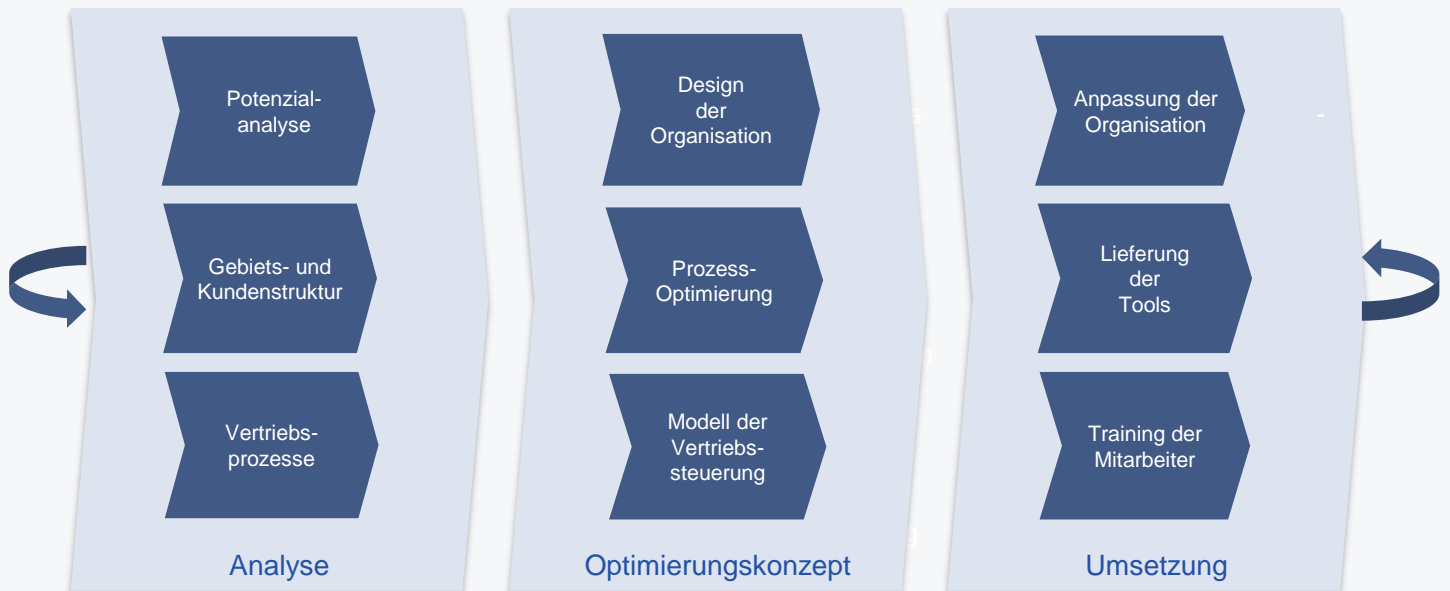 Potenzial-
analyse
Gebiets- und
Kundenstruktur
Vertriebs-
prozesse
Analyse
Design
der
Organisation
Prozess-
Optimierung
Modell der
Vertriebs-
steuerung
Optimierungskonzept
Anpassung der
Organisation
Lieferung
der
Tools
Training der
Mitarbeiter
Umsetzung